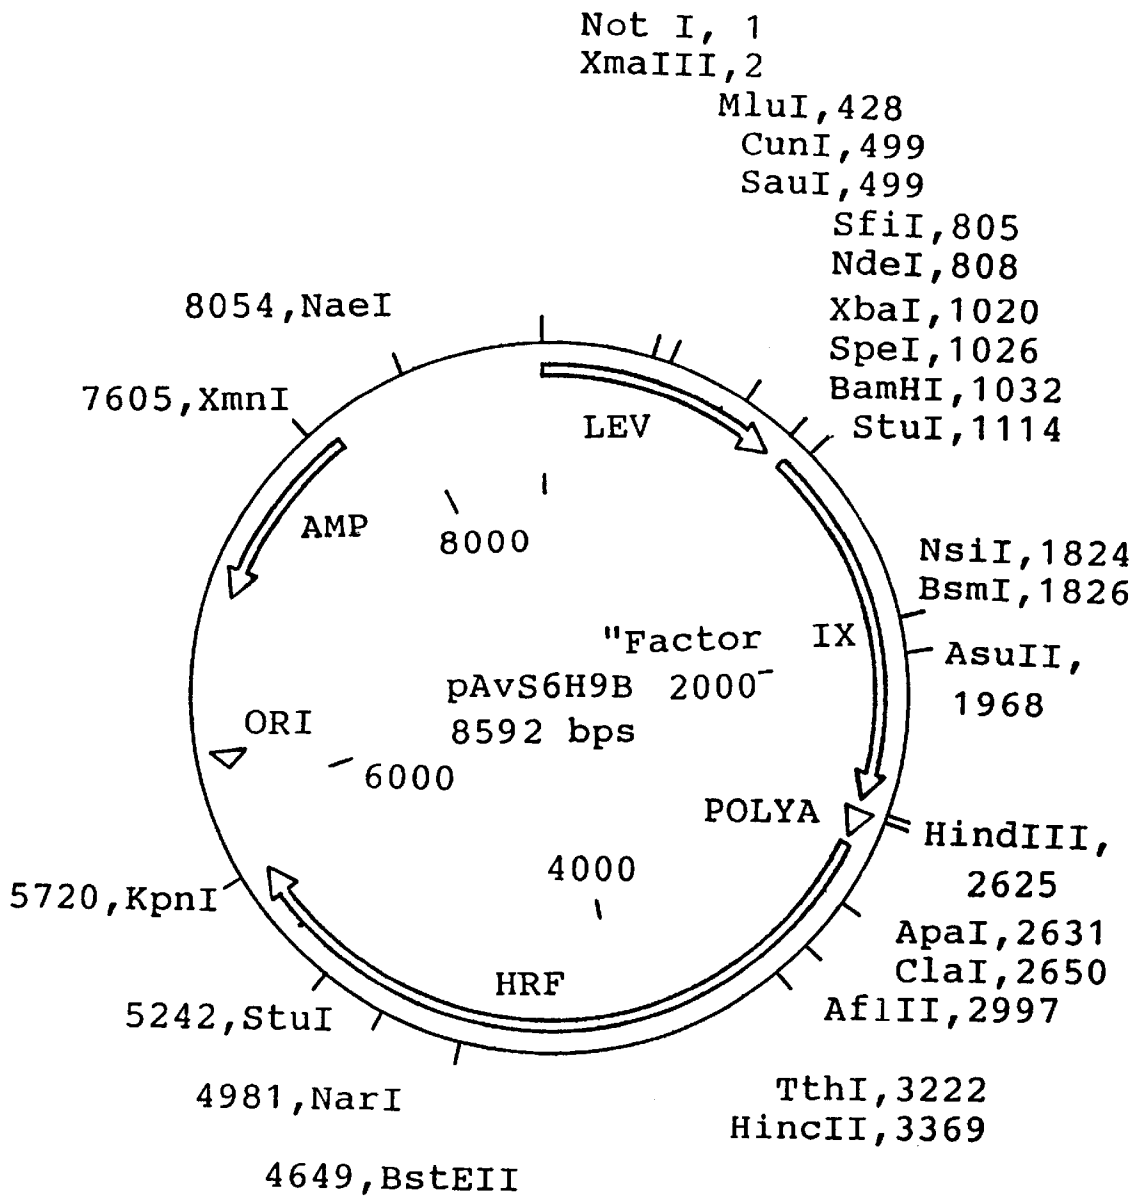 Not I, 1
XmaIII,2
MluI,428
CunI,499
SauI,499
SfiI,805
NdeI,808
XbaI,1020
SpeI,1026
BamHI,1032
StuI,1114
8054,NaeI
7605,XmnI
LEV
AMP
8000
NsiI,1824
BsmI,1826
"Factor IX
AsuII,
1968
pAvS6H9B 2000
8592 bps
ORI
6000
POLYA
HindIII,
2625
4000
5720,KpnI
ApaI,2631
ClaI,2650
AflII,2997
HRF
5242,StuI
TthI,3222
HincII,3369
4981,NarI
4649,BstEII